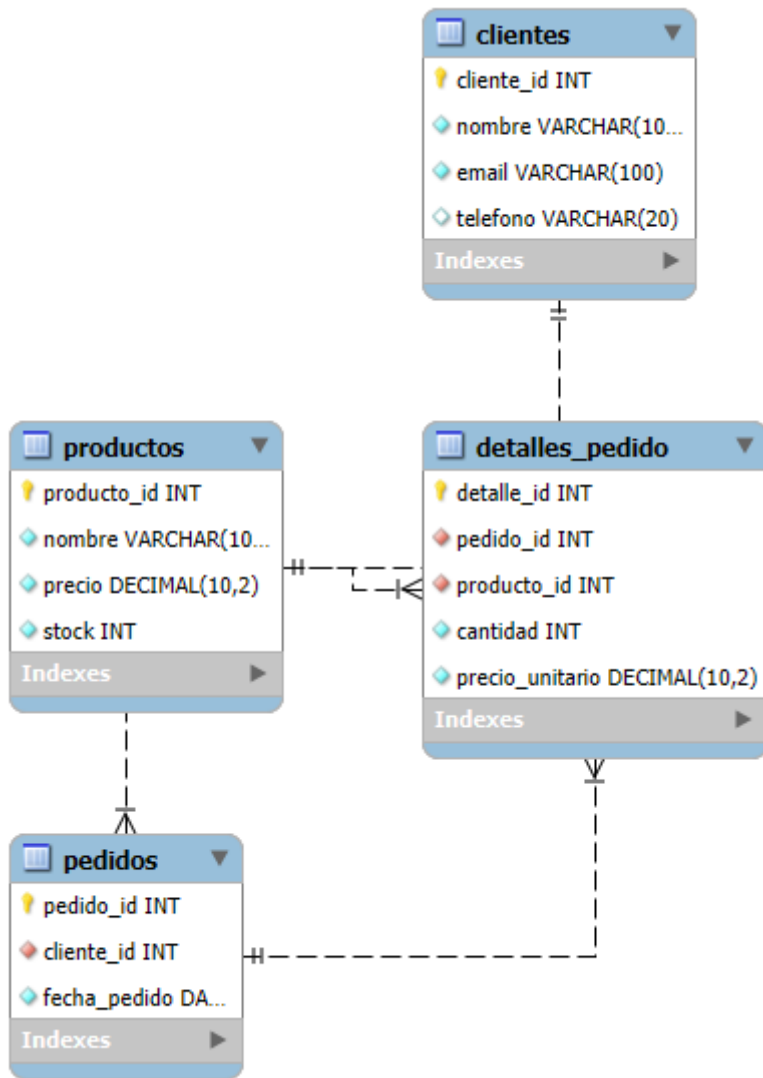 clientes
cliente_id INT
nombre VARCHAR(10...
email VARCHAR(100)
telefono VARCHAR(20)
Indexes
productos
producto_id INT
nombre VARCHAR(10...
precio DECIMAL(10,2)
stock INT
Indexes
detalles_pedido
detalle_id INT
pedido_id INT
producto_id INT
cantidad INT
precio_unitario DECIMAL(10,2)
Indexes
pedidos
pedido_id INT
cliente_id INT
fecha_pedido DA...
Indexes